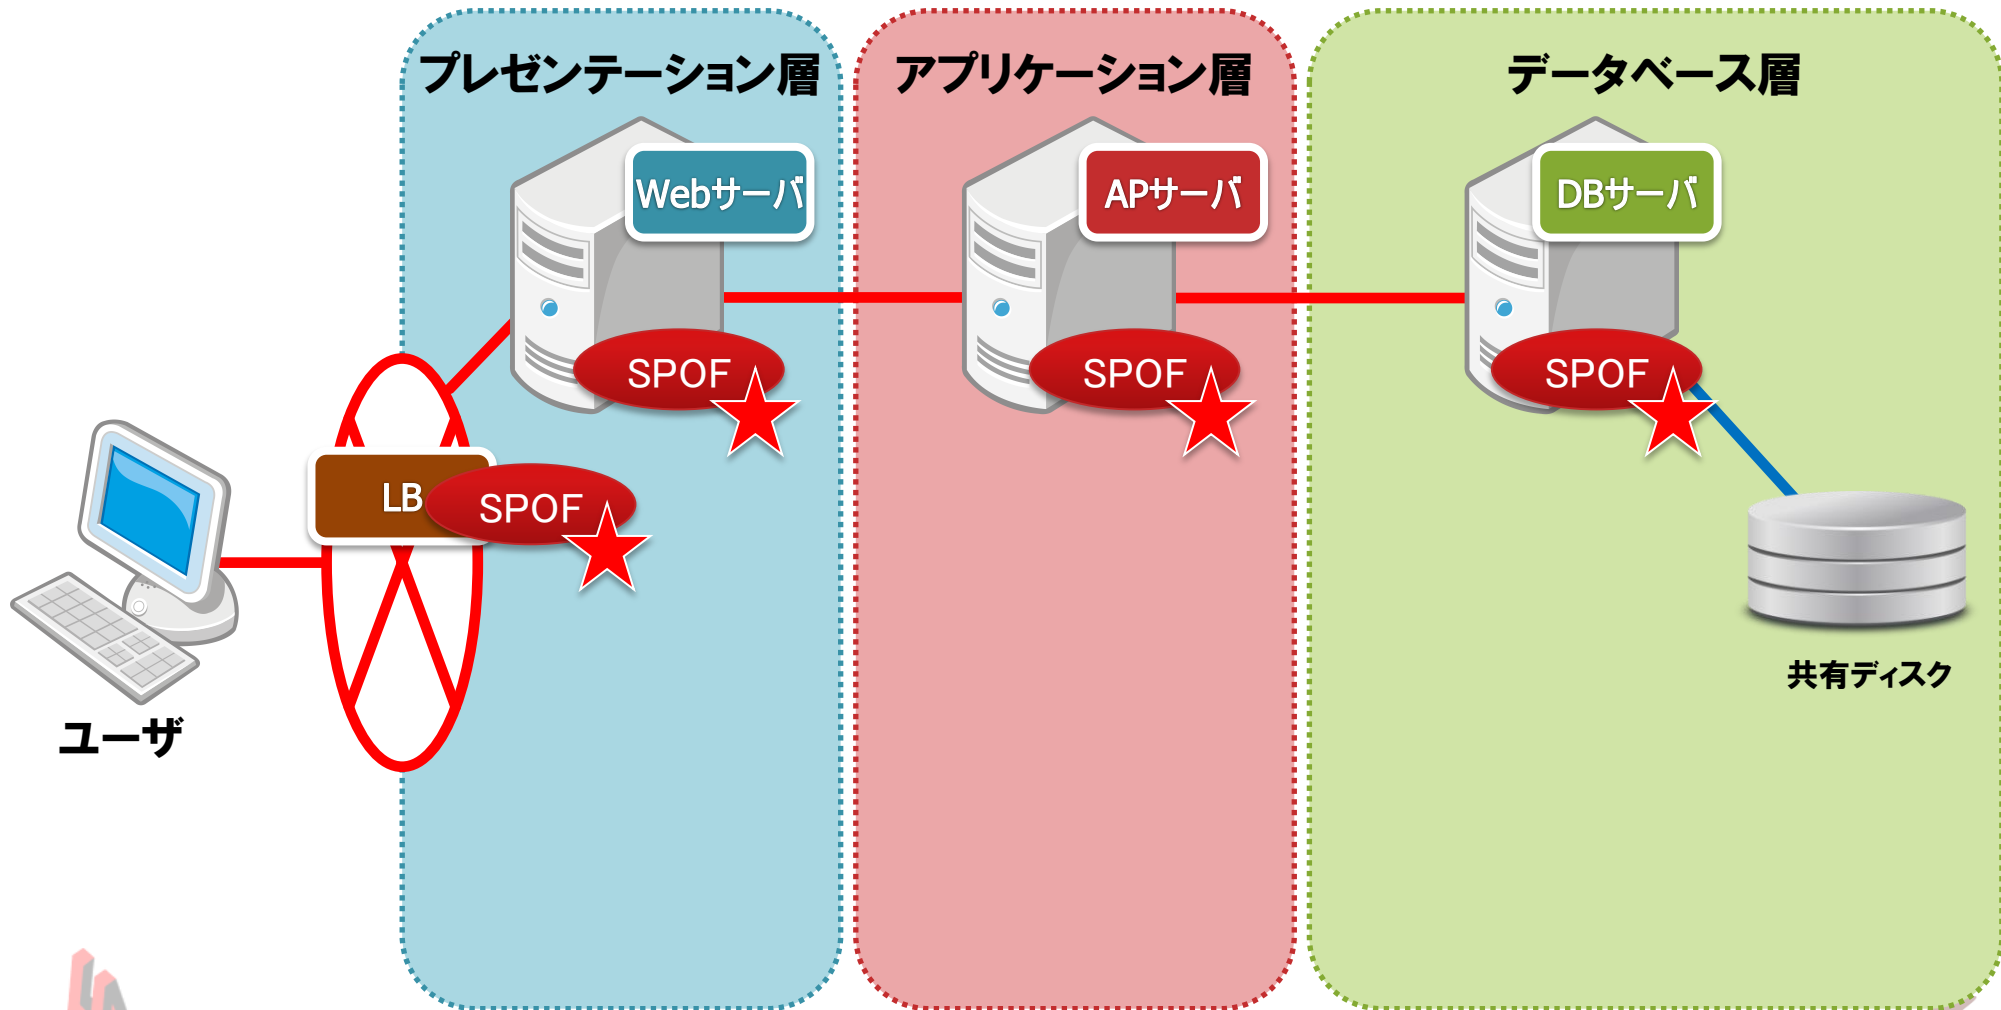 プレゼンテーション層
アプリケーション層
データベース層
Webサーバ
APサーバ
DBサーバ
SPOF
SPOF
SPOF
LB
SPOF
共有ディスク
ユーザ